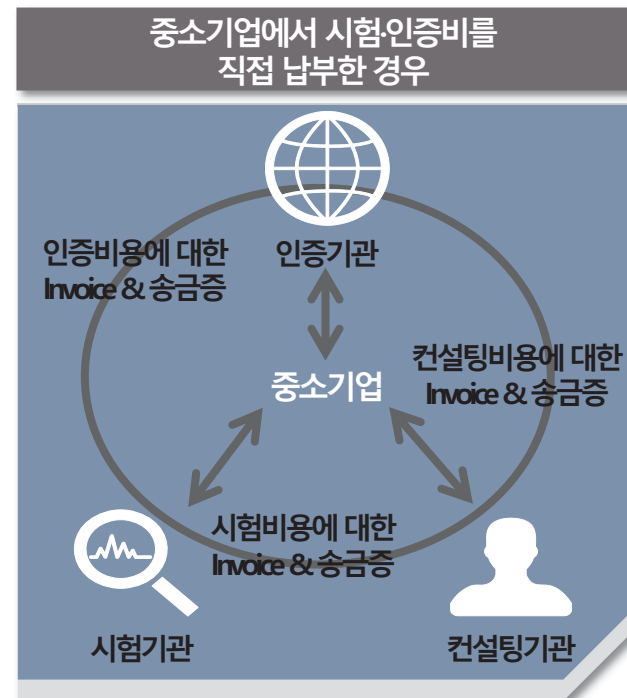 중소기업에서 시험·인증비를
직접 납부한 경우
인증비용에 대한
Invoice & 송금증
인증기관
컨설팅비용에 대한
Invoice & 송금증
중소기업
시험비용에 대한
Invoice & 송금증
시험기관
컨설팅기관